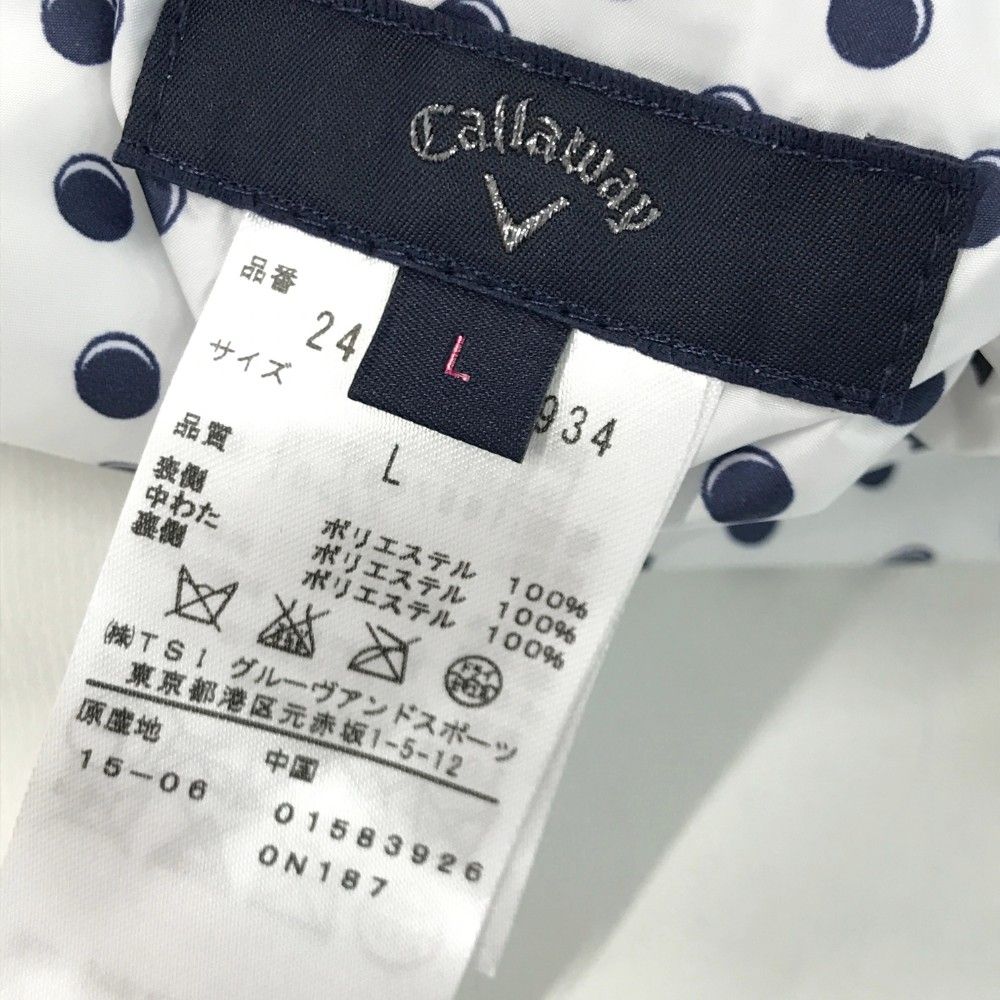 Callaway
L
品番
24 934
サイズ L
品質
表側 ポリエステル 100%
中わた ポリエステル 100%
裏側 ポリエステル 100%
(株)TSI グルーヴアンドスポーツ
東京都港区元赤坂1-5-12
原産地 中国
15-06 01583926
0N187